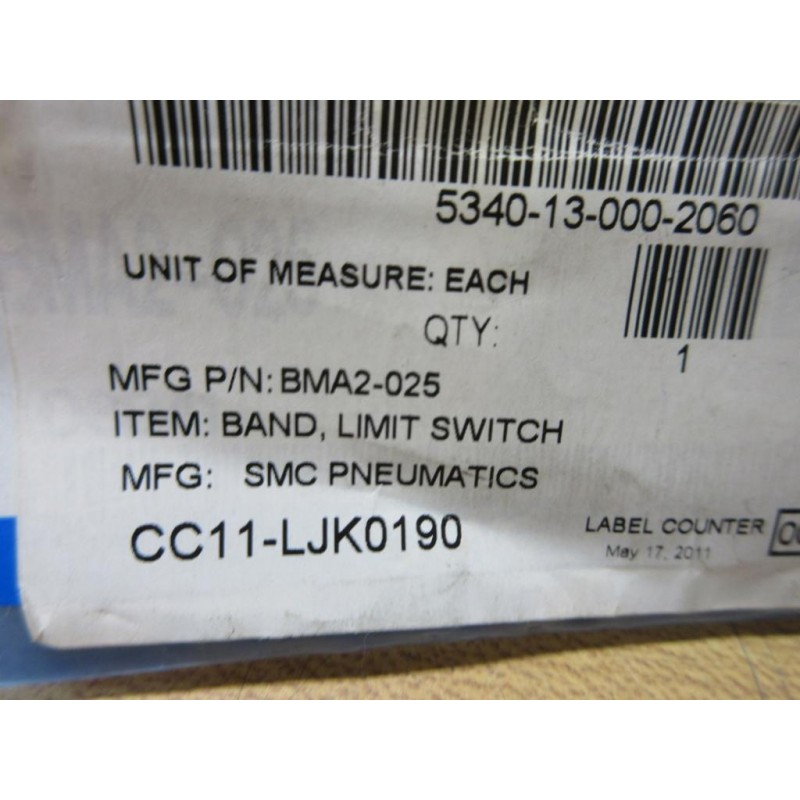 5340-13-000-2060
UNIT OF MEASURE: EACH
QTY:
1
MFG P/N: BMA2-025
ITEM: BAND, LIMIT SWITCH
MFG: SMC PNEUMATICS
CC11-LJK0190
LABEL COUNTER
May 17, 2011